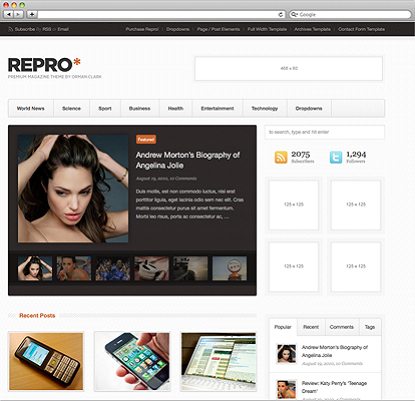 Google
Subscribe By RSS or Email
Purchase Repro
Dropdowns
Page / Post Elements
Full Width Template
Archives Template
Contact Form Template
REPRO*
PREMIUM MAGAZINE THEME BY ORMAN CLARK
468 x 60
World News
Science
Sport
Business
Health
Entertainment
Technology
Dropdowns
to search, type and hit enter
Featured
Andrew Morton's Biography of
Angelina Jolie
August 22, 2010, 10 Comments
Duis mollis, est non commodo luctus, nisi erat
porttitor ligula, eget lacinia odio sem nec elit. Cras
mattis consectetur purus sit amet fermentum.
Morbi leo risus, porta ac consectetur ac, ...
2075
Subscribers
1,294
Followers
125 x 125
125 x 125
125 x 125
125 x 125
Recent Posts
Popular
Recent
Comments
Tags
Andrew Morton's Biography
of Angelina Jolie
August 22, 2010, 10 Comments
Review: Katy Perry's 'Teenage
Dream'